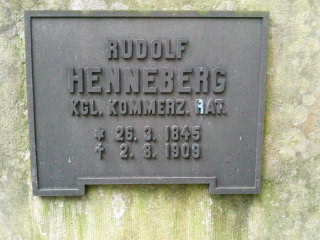 RUDOLF
HENNEBERG
KGL. KOMMERZ. RAT.
* 26. 3. 1845
† 2. 8. 1909